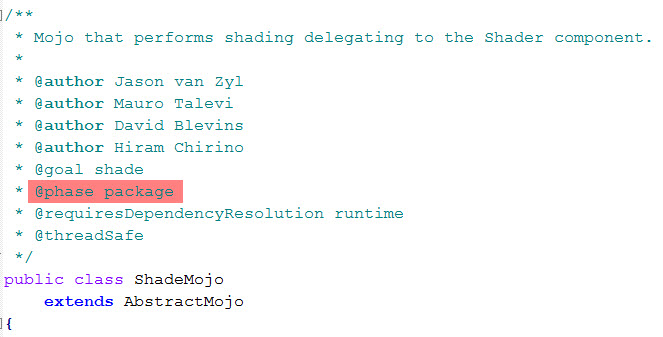 /**
* Mojo that performs shading delegating to the Shader component.
*
* @author Jason van Zyl
* @author Mauro Talevi
* @author David Blevins
* @author Hiram Chirino
* @goal shade
* @phase package
* @requiresDependencyResolution runtime
* @threadSafe
*/
public class ShadeMojo
extends AbstractMojo
{